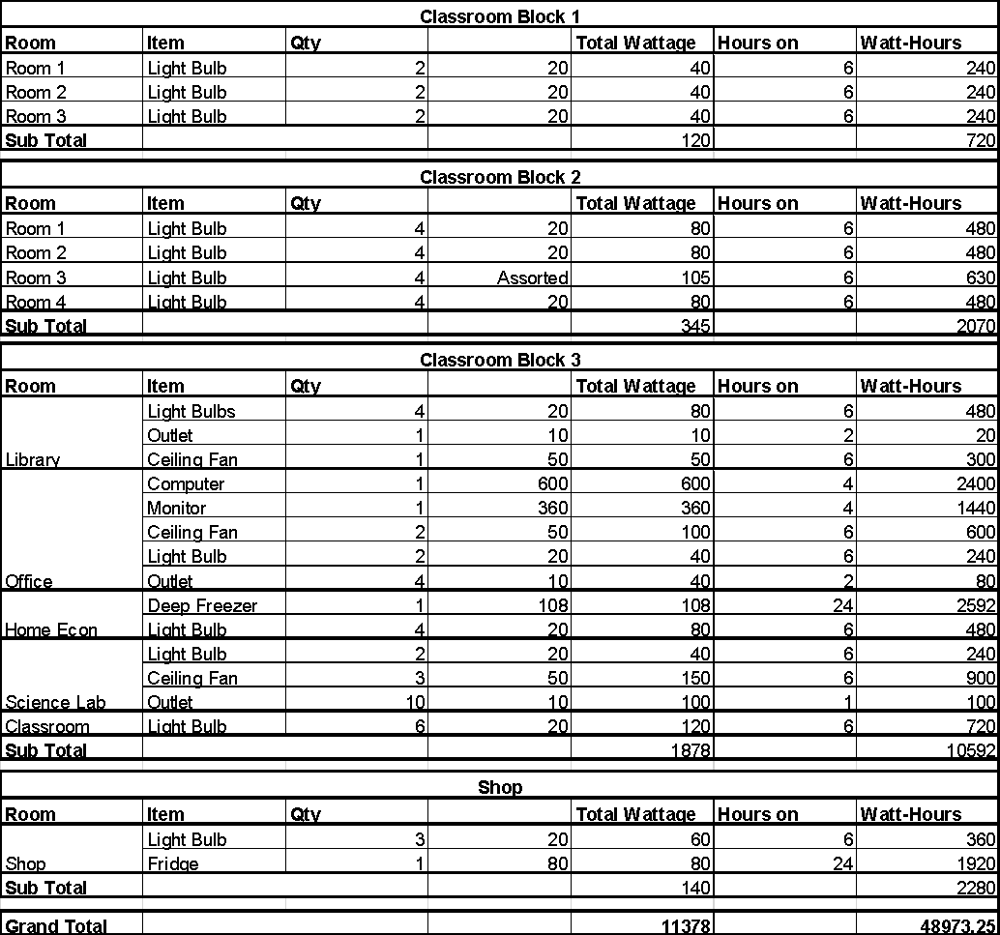 Classroom Block 1
Room Item Qty Total Wattage Hours on Watt-Hours
Room 1 Light Bulb 2 20 40 6 240
Room 2 Light Bulb 2 20 40 6 240
Room 3 Light Bulb 2 20 40 6 240
Sub Total 120 720
Classroom Block 2
Room Item Qty Total Wattage Hours on Watt-Hours
Room 1 Light Bulb 4 20 80 6 480
Room 2 Light Bulb 4 20 80 6 480
Room 3 Light Bulb 4 Assorted 105 6 630
Room 4 Light Bulb 4 20 80 6 480
Sub Total 345 2070
Classroom Block 3
Room Item Qty Total Wattage Hours on Watt-Hours
Light Bulbs 4 20 80 6 480
Outlet 1 10 10 2 20
Library Ceiling Fan 1 50 50 6 300
Computer 1 600 600 4 2400
Monitor 1 360 360 4 1440
Ceiling Fan 2 50 100 6 600
Light Bulb 2 20 40 6 240
Office Outlet 4 10 40 2 80
Deep Freezer 1 108 108 24 2592
Home Econ Light Bulb 4 20 80 6 480
Light Bulb 2 20 40 6 240
Ceiling Fan 3 50 150 6 900
Science Lab Outlet 10 10 100 1 100
Classroom Light Bulb 6 20 120 6 720
Sub Total 1878 10592
Shop
Room Item Qty Total Wattage Hours on Watt-Hours
Light Bulb 3 20 60 6 360
Shop Fridge 1 80 80 24 1920
Sub Total 140 2280
Grand Total 11378 48973.25